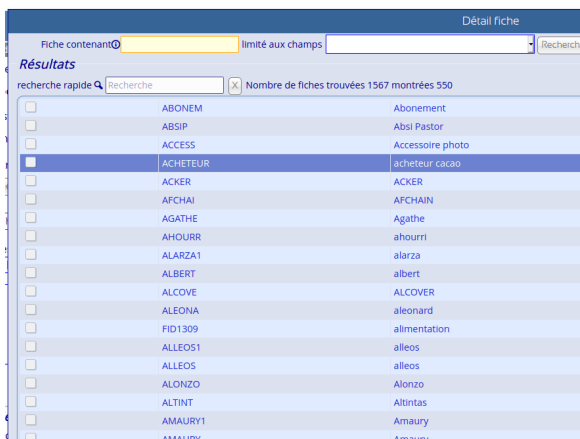 Détail fiche
Fiche contenant limité aux champs Recherch
Résultats
recherche rapide Recherche X Nombre de fiches trouvées 1567 montrées 550
ABONEM Abonement
ABSIP Absi Pastor
ACCESS Accessoire photo
ACHETEUR acheteur cacao
ACKER ACKER
AFCHAI AFCHAIN
AGATHE Agathe
AHOURR ahourri
ALARZA1 alarza
ALBERT albert
ALCOVE ALCOVER
ALEONA aleonard
FID1309 alimentation
ALLEOS1 alleos
ALLEOS alleos
ALONZO Alonzo
ALTINT Altintas
AMAURY1 Amaury
AMAURY Amaury